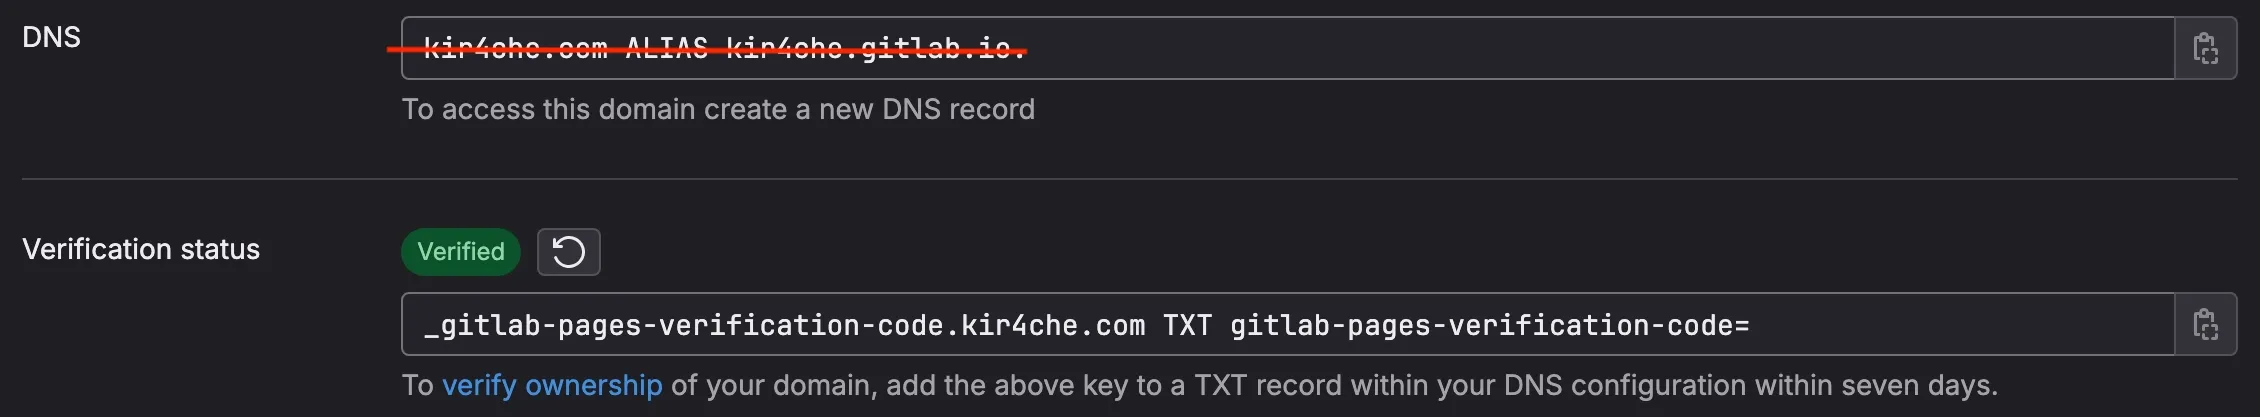 DNS
kir4che.com ALIAS kir4che.gitlab.io.
To access this domain create a new DNS record
Verification status
Verified
_gitlab-pages-verification-code.kir4che.com TXT gitlab-pages-verification-code=
To verify ownership of your domain, add the above key to a TXT record within your DNS configuration within seven days.